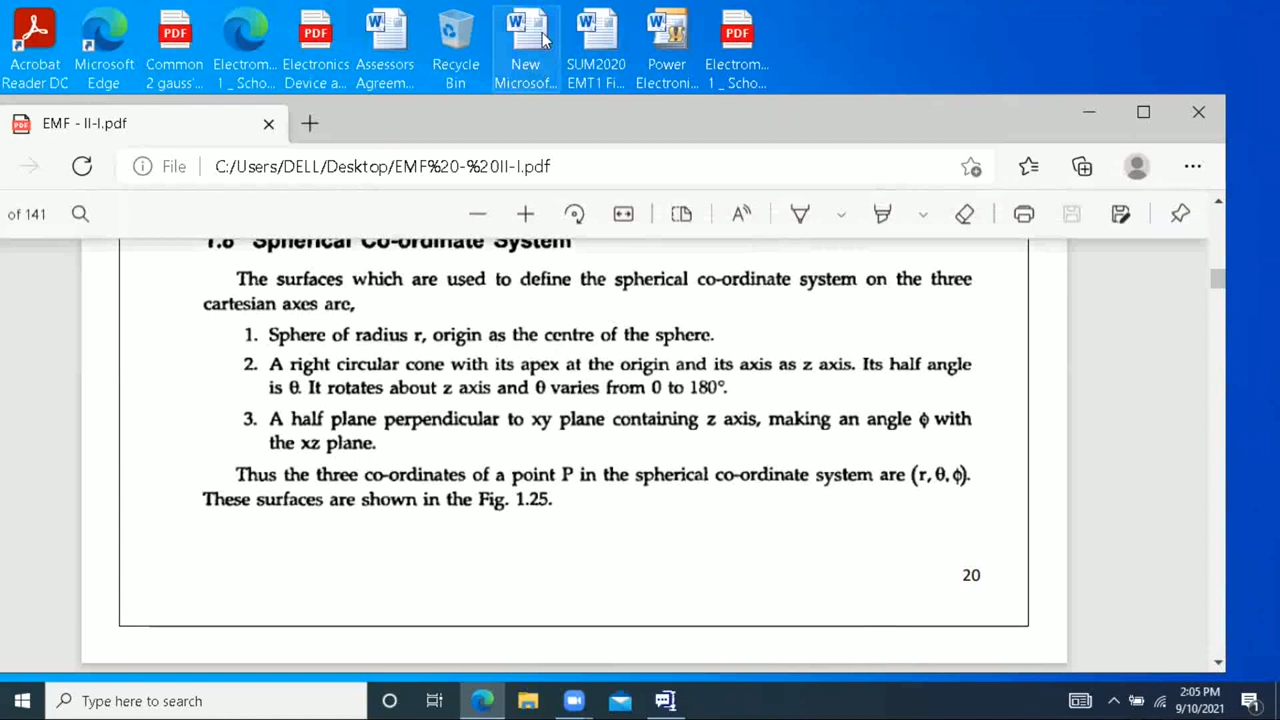 Acrobat Reader DC
Microsoft Edge
Common 2 gauss'...
Electrom... 1 _ Scho...
Electronics Device a...
Assessors Agreem...
Recycle Bin
New Microsof...
SUM2020 EMT1 Fi...
Power Electroni...
Electrom... 1 _ Scho...
EMF - II-I.pdf
File C:/Users/DELL/Desktop/EMF%20-%20II-I.pdf
of 141
1.8 Spherical Co-ordinate System
The surfaces which are used to define the spherical co-ordinate system on the three
cartesian axes are,
1. Sphere of radius r, origin as the centre of the sphere.
2. A right circular cone with its apex at the origin and its axis as z axis. Its half angle
is θ. It rotates about z axis and θ varies from 0 to 180°.
3. A half plane perpendicular to xy plane containing z axis, making an angle ϕ with
the xz plane.
Thus the three co-ordinates of a point P in the spherical co-ordinate system are (r, θ, ϕ).
These surfaces are shown in the Fig. 1.25.
20
Type here to search
2:05 PM
9/10/2021